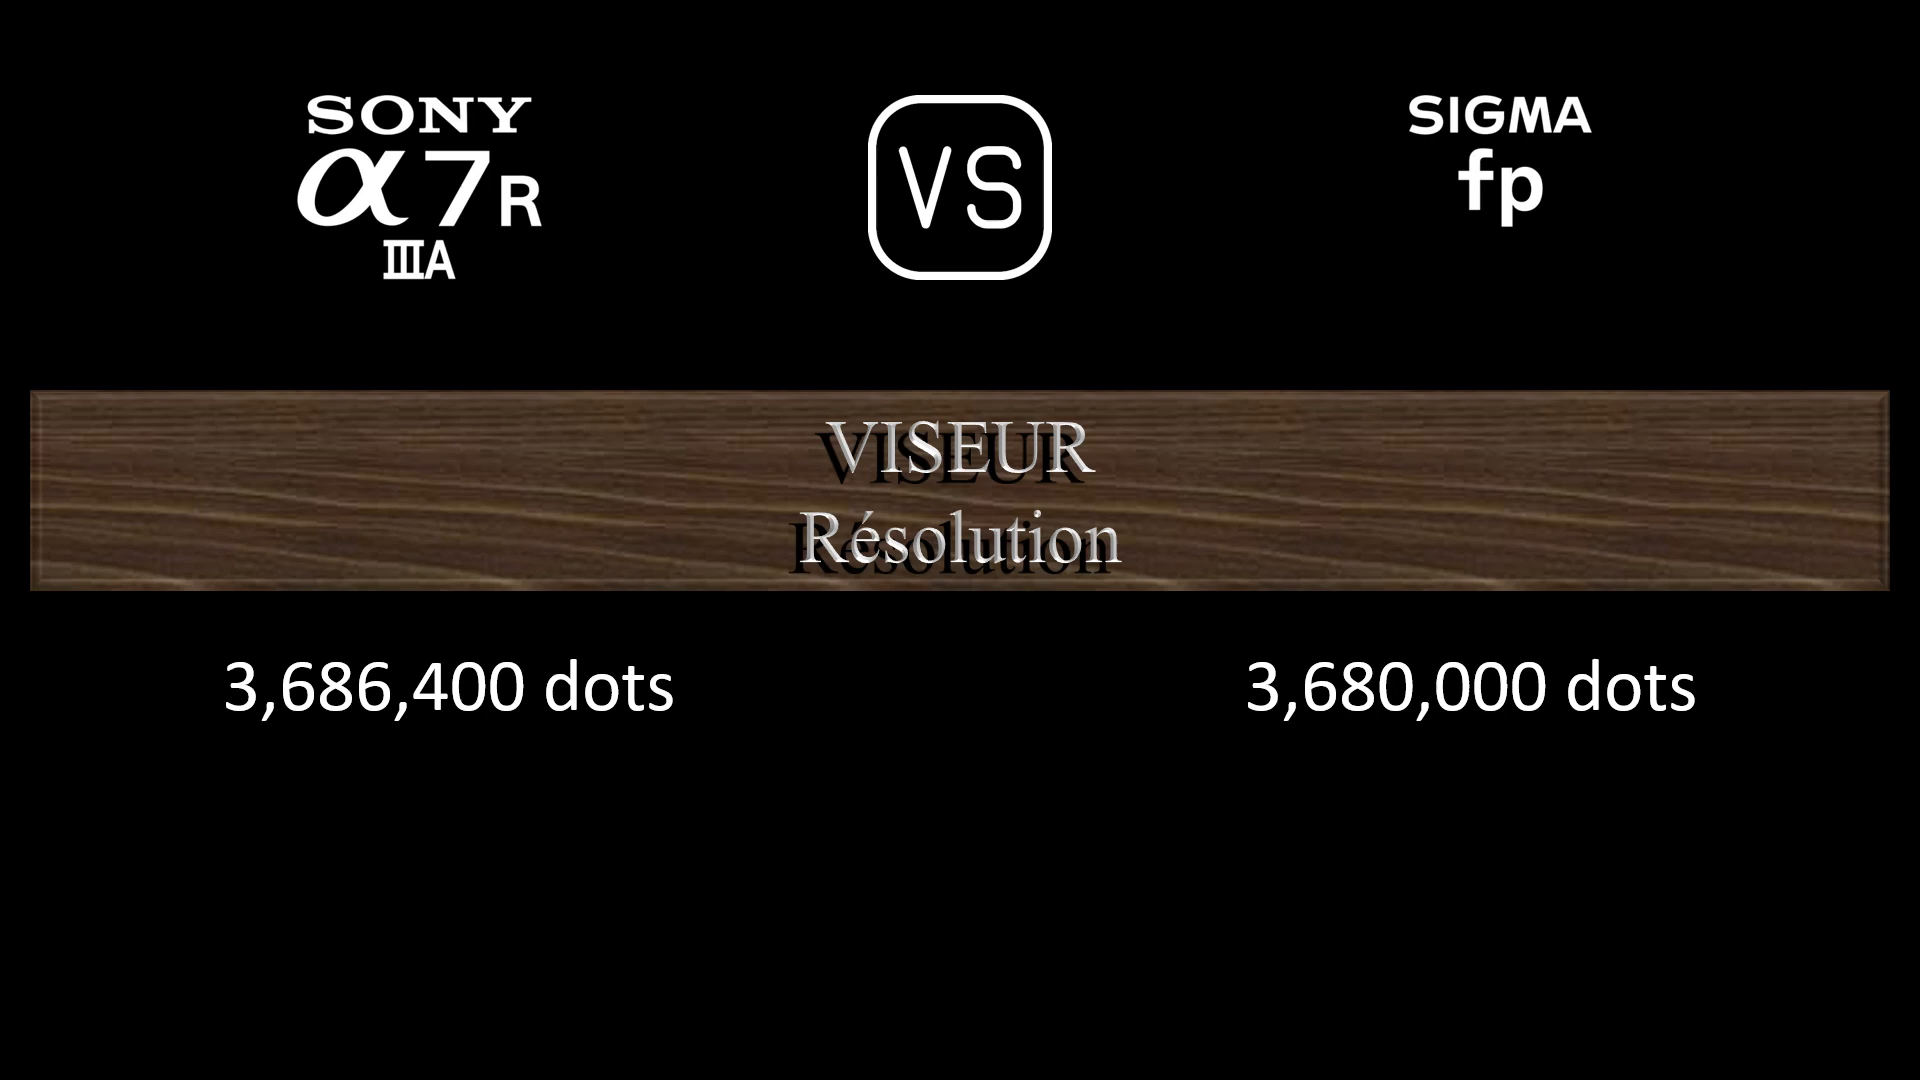 SONY
α7R
IIIA
VS
SIGMA
fp
VISEUR
Résolution
3,686,400 dots
3,680,000 dots